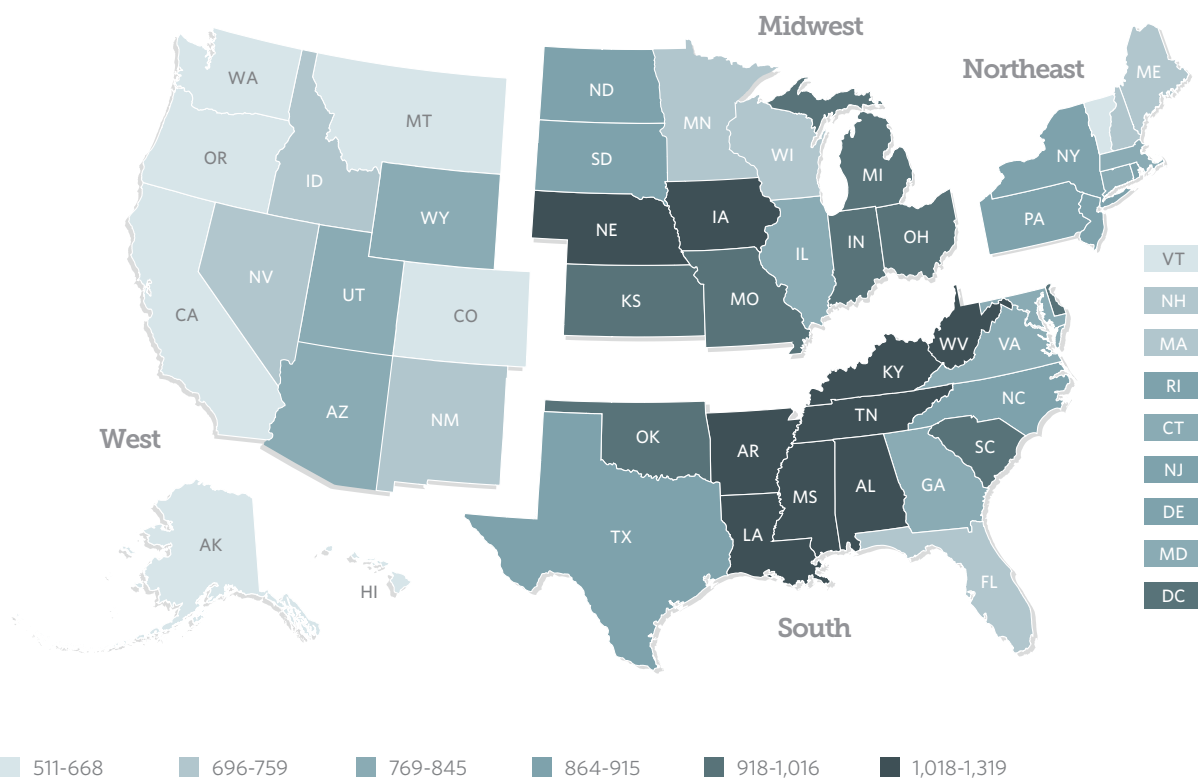 Midwest
Northeast
West
South
WA
MT
OR
ID
WY
NV
UT
CA
CO
AZ
NM
AK
HI
ND
SD
MN
WI
MI
NE
IA
IL
IN
OH
KS
MO
ME
NY
PA
WV
VA
KY
TN
NC
OK
AR
SC
MS
AL
GA
LA
TX
FL
VT
NH
MA
RI
CT
NJ
DE
MD
DC
511-668 696-759 769-845 864-915 918-1,016 1,018-1,319